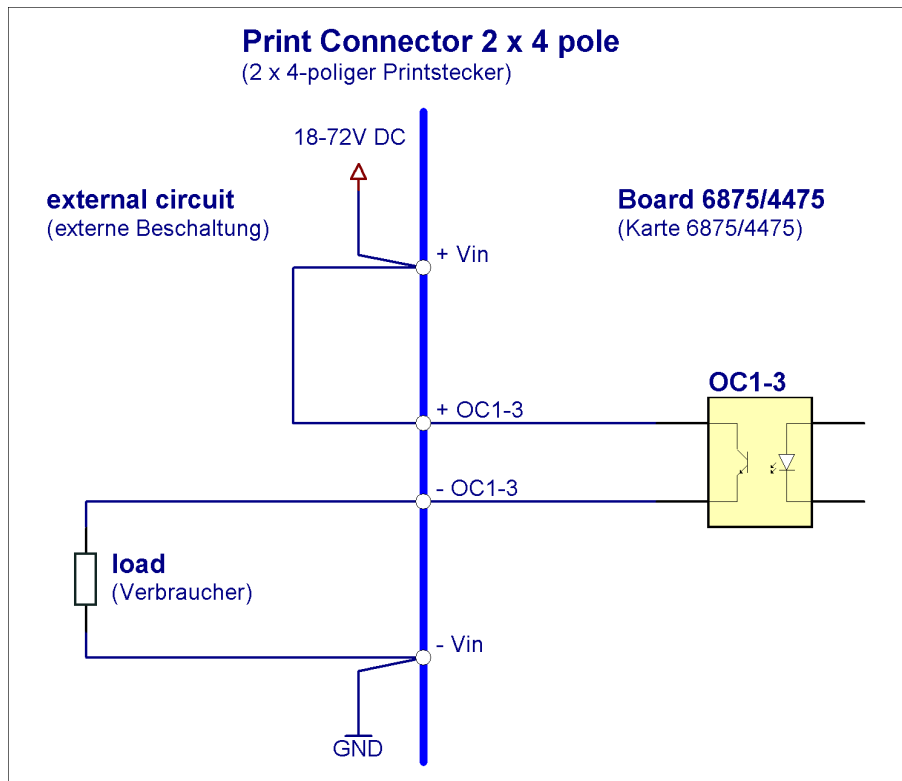 Print Connector 2 x 4 pole
(2 x 4-poliger Printstecker)
18-72V DC
external circuit
(externe Beschaltung)
Board 6875/4475
(Karte 6875/4475)
+ Vin
OC1-3
+ OC1-3
- OC1-3
load
(Verbraucher)
- Vin
GND